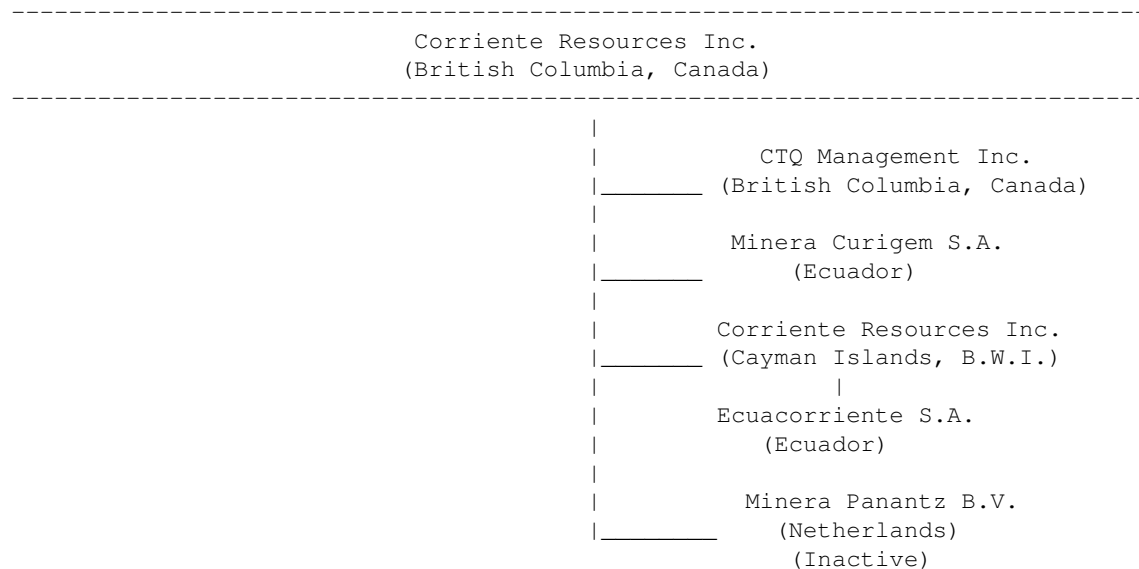 Corriente Resources Inc.
(British Columbia, Canada)
CTQ Management Inc.
(British Columbia, Canada)
Minera Curigem S.A.
(Ecuador)
Corriente Resources Inc.
(Cayman Islands, B.W.I.)
Ecuacorriente S.A.
(Ecuador)
Minera Panantz B.V.
(Netherlands)
(Inactive)